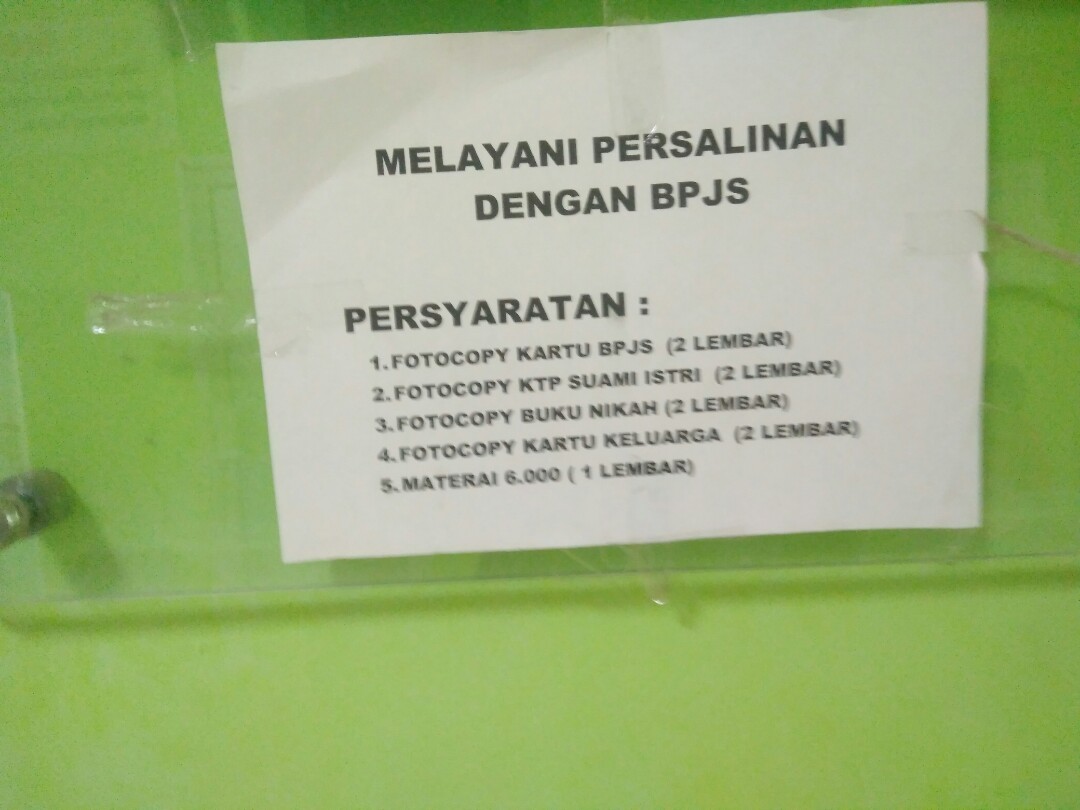 MELAYANI PERSALINAN
DENGAN BPJS
PERSYARATAN :
1.FOTOCOPY KARTU BPJS (2 LEMBAR)
2.FOTOCOPY KTP SUAMI ISTRI (2 LEMBAR)
3.FOTOCOPY BUKU NIKAH (2 LEMBAR)
4.FOTOCOPY KARTU KELUARGA (2 LEMBAR)
5.MATERAI 6.000 ( 1 LEMBAR)